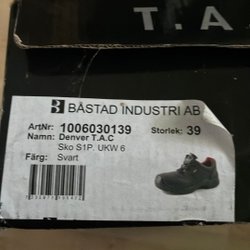 T.A
BÅSTAD INDUSTRI AB
ArtNr: 1006030139 Storlek: 39
Namn: Denver T.A.C
Sko S1P. UKW 6
Färg: Svart